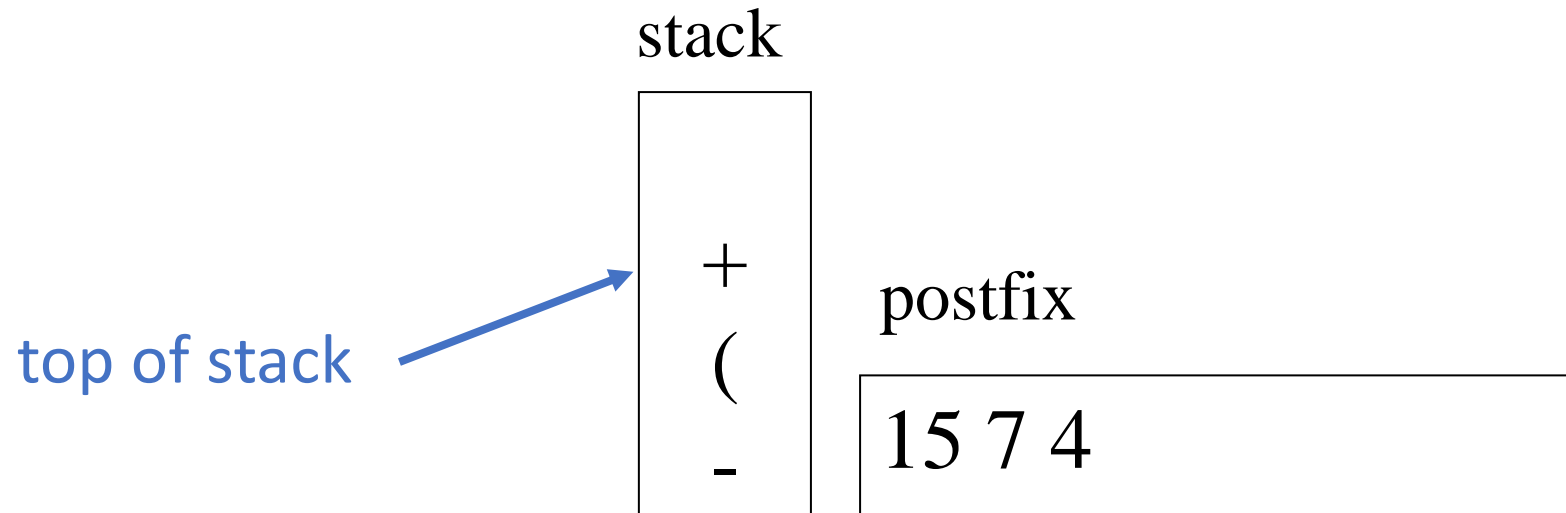 stack
+
(
-
top of stack
postfix
15 7 4